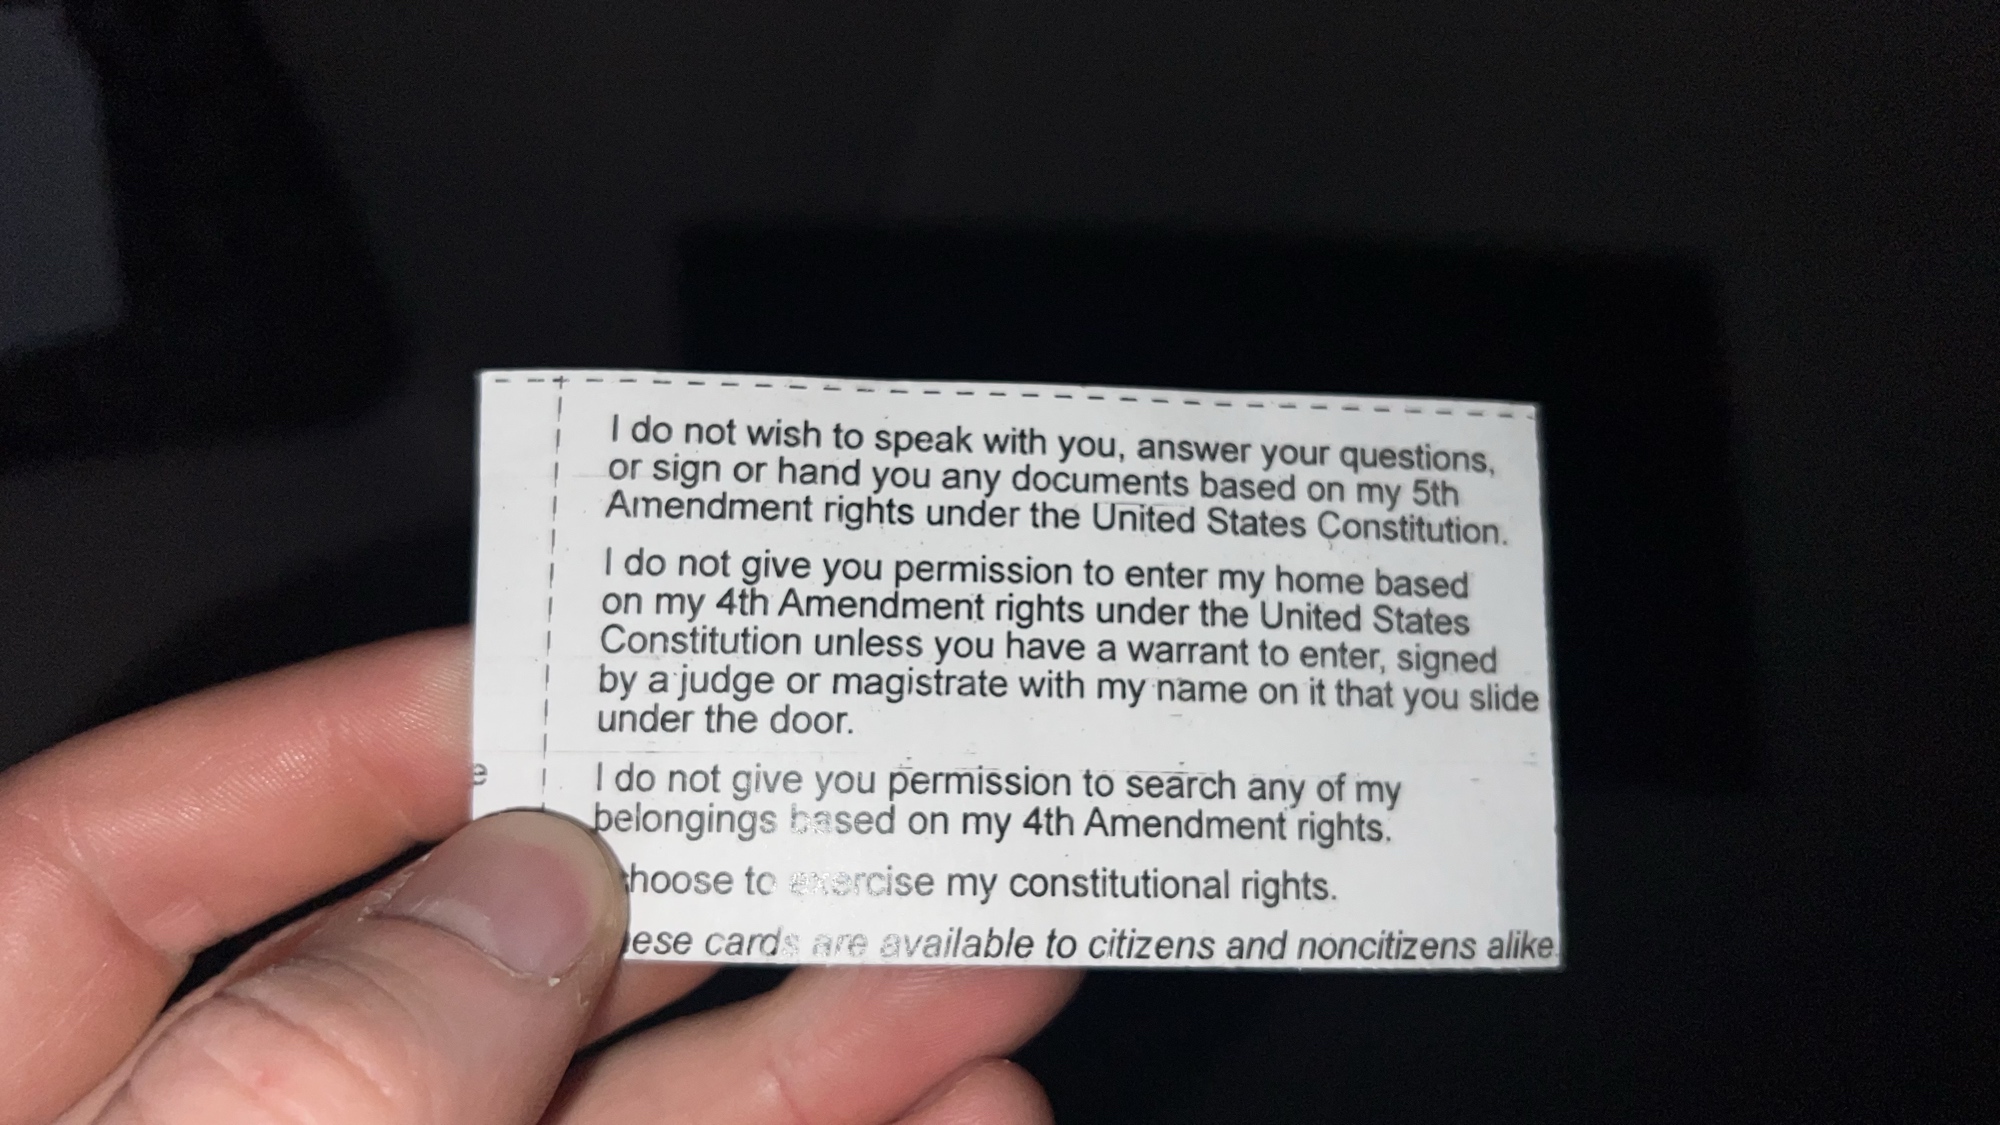 I do not wish to speak with you, answer your questions,
or sign or hand you any documents based on my 5th
Amendment rights under the United States Constitution.
I do not give you permission to enter my home based
on my 4th Amendment rights under the United States
Constitution unless you have a warrant to enter, signed
by a judge or magistrate with my name on it that you slide
under the door.
e
I do not give you permission to search any of my
belongings based on my 4th Amendment rights.
hoose to exercise my constitutional rights.
ese cards are available to citizens and noncitizens alike.